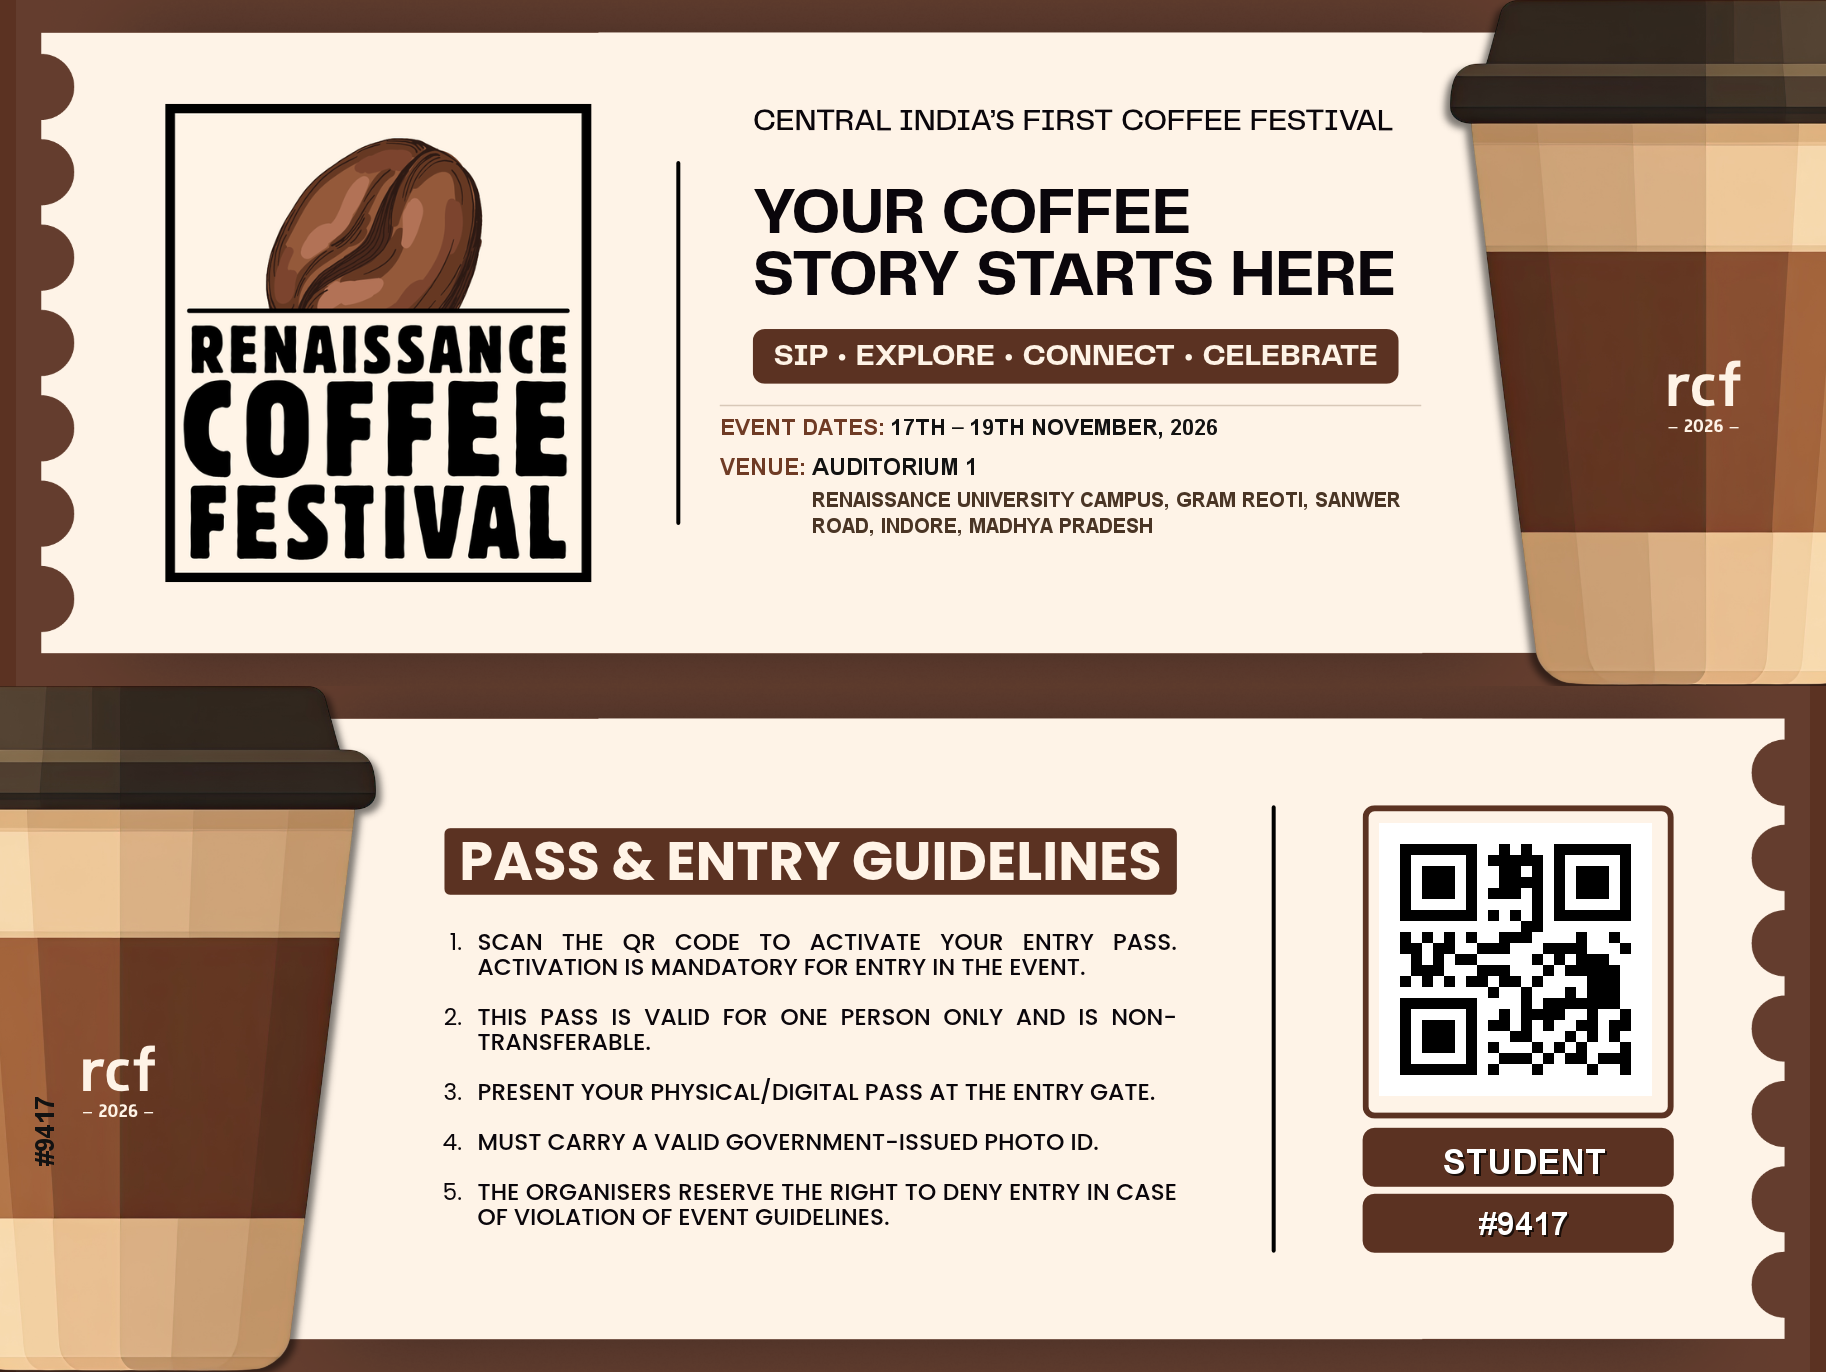 RENAISSANCE
COFFEE
FESTIVAL
CENTRAL INDIA’S FIRST COFFEE FESTIVAL
YOUR COFFEE
STORY STARTS HERE
SIP • EXPLORE • CONNECT • CELEBRATE
EVENT DATES: 17TH – 19TH NOVEMBER, 2026
VENUE: AUDITORIUM 1
RENAISSANCE UNIVERSITY CAMPUS, GRAM REOTI, SANWER
ROAD, INDORE, MADHYA PRADESH
rcf
– 2026 –
rcf
– 2026 –
#9417
PASS & ENTRY GUIDELINES
1. SCAN THE QR CODE TO ACTIVATE YOUR ENTRY PASS.
ACTIVATION IS MANDATORY FOR ENTRY IN THE EVENT.
2. THIS PASS IS VALID FOR ONE PERSON ONLY AND IS NON-
TRANSFERABLE.
3. PRESENT YOUR PHYSICAL/DIGITAL PASS AT THE ENTRY GATE.
4. MUST CARRY A VALID GOVERNMENT-ISSUED PHOTO ID.
5. THE ORGANISERS RESERVE THE RIGHT TO DENY ENTRY IN CASE
OF VIOLATION OF EVENT GUIDELINES.
STUDENT
#9417